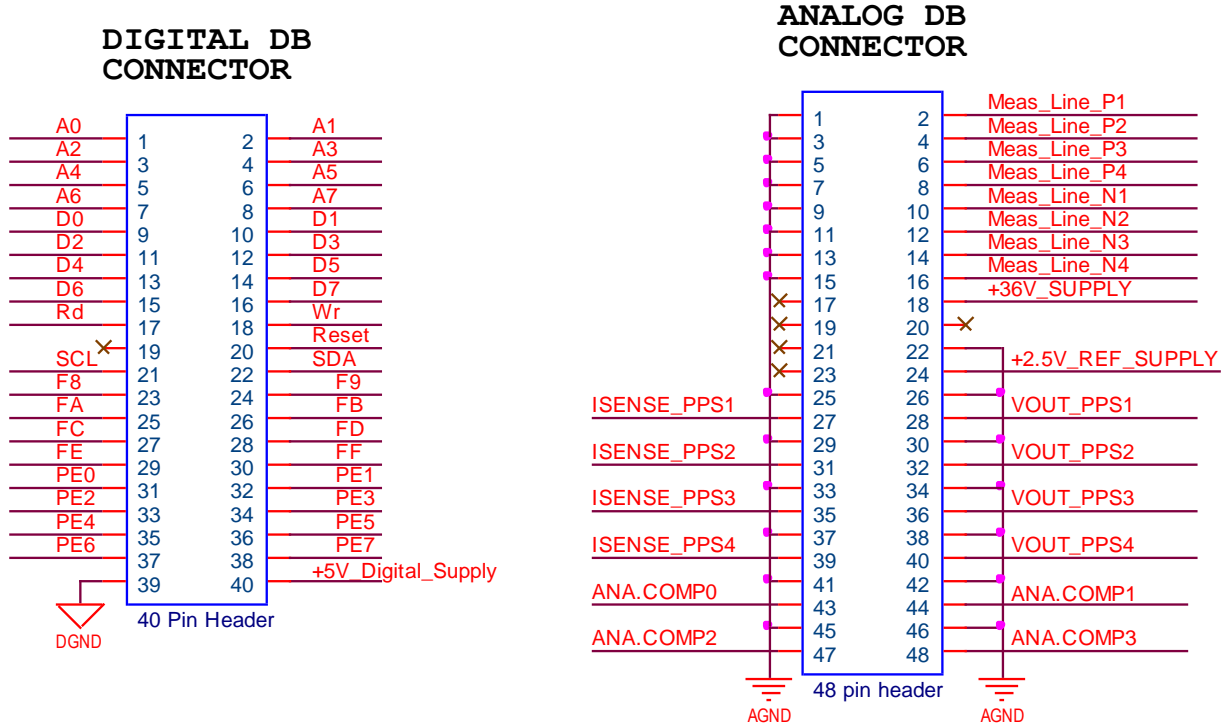 DIGITAL DB
CONNECTOR
A0 1 2 A1
A2 3 4 A3
A4 5 6 A5
A6 7 8 A7
D0 9 10 D1
D2 11 12 D3
D4 13 14 D5
D6 15 16 D7
Rd 17 18 Wr
19 20 Reset
SCL 21 22 SDA
F8 23 24 F9
FA 25 26 FB
FC 27 28 FD
FE 29 30 FF
PE0 31 32 PE1
PE2 33 34 PE3
PE4 35 36 PE5
PE6 37 38 PE7
39 40 +5V_Digital_Supply
40 Pin Header
DGND
ANALOG DB
CONNECTOR
1 2 Meas_Line_P1
3 4 Meas_Line_P2
5 6 Meas_Line_P3
7 8 Meas_Line_P4
9 10 Meas_Line_N1
11 12 Meas_Line_N2
13 14 Meas_Line_N3
15 16 Meas_Line_N4
17 18 +36V_SUPPLY
19 20
21 22
23 24 +2.5V_REF_SUPPLY
25 26
ISENSE_PPS1 27 28 VOUT_PPS1
29 30
ISENSE_PPS2 31 32 VOUT_PPS2
33 34
ISENSE_PPS3 35 36 VOUT_PPS3
37 38
ISENSE_PPS4 39 40 VOUT_PPS4
41 42
ANA.COMP0 43 44 ANA.COMP1
45 46
ANA.COMP2 47 48 ANA.COMP3
48 pin header
AGND AGND